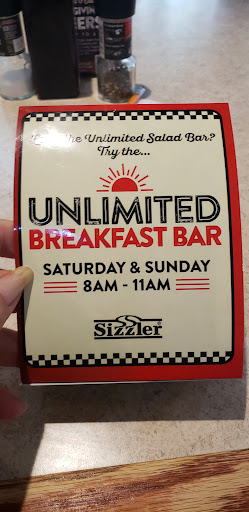 the Unlimited Salad Bar?
Try the...
UNLIMITED
BREAKFAST BAR
SATURDAY & SUNDAY
8AM - 11AM
Sizzler